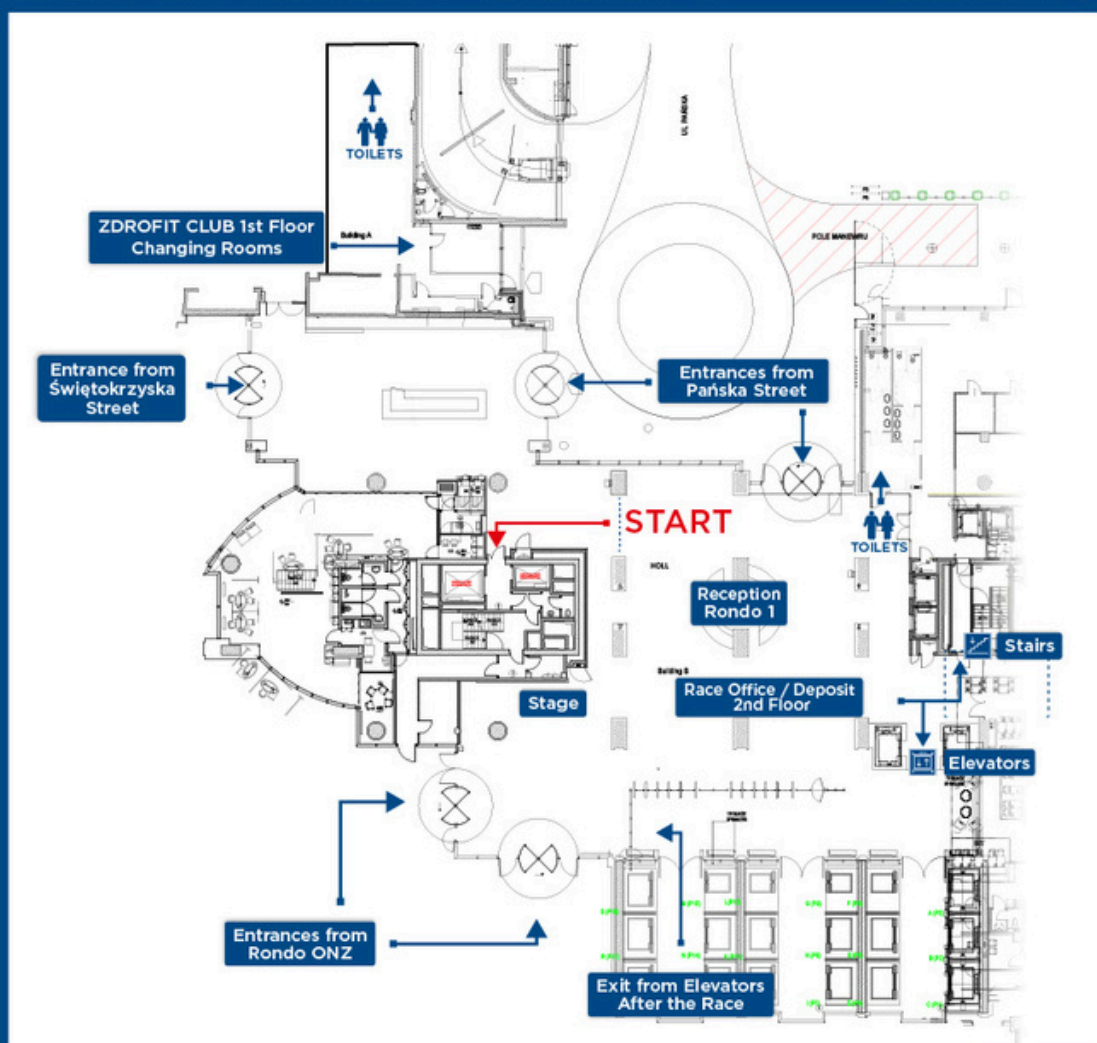 TOILETS
UL PAŃSKA
ZDROFIT CLUB 1st Floor
Changing Rooms
Building A
POLE MANEWRU
Entrance from
Świętokrzyska
Street
Entrances from
Pańska Street
START
TOILETS
HOLL
Reception
Rondo 1
Stairs
Building B
Race Office / Deposit
2nd Floor
Stage
Elevators
Entrances from
Rondo ONZ
Exit from Elevators
After the Race